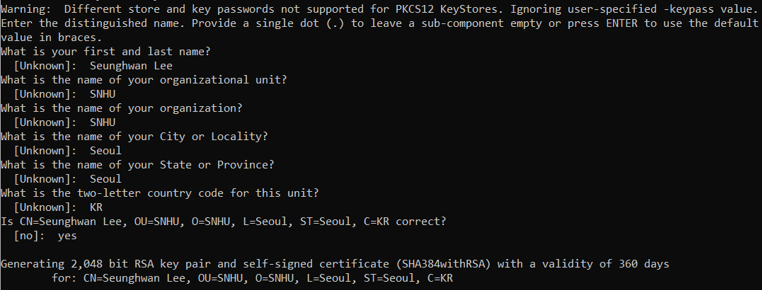 Warning:  Different store and key passwords not supported for PKCS12 KeyStores. Ignoring user-specified -keypass value.
Enter the distinguished name. Provide a single dot (.) to leave a sub-component empty or press ENTER to use the default
value in braces.
What is your first and last name?
  [Unknown]:  Seunghwan Lee
What is the name of your organizational unit?
  [Unknown]:  SNHU
What is the name of your organization?
  [Unknown]:  SNHU
What is the name of your City or Locality?
  [Unknown]:  Seoul
What is the name of your State or Province?
  [Unknown]:  Seoul
What is the two-letter country code for this unit?
  [Unknown]:  KR
Is CN=Seunghwan Lee, OU=SNHU, O=SNHU, L=Seoul, ST=Seoul, C=KR correct?
  [no]:  yes

Generating 2,048 bit RSA key pair and self-signed certificate (SHA384withRSA) with a validity of 360 days
        for: CN=Seunghwan Lee, OU=SNHU, O=SNHU, L=Seoul, ST=Seoul, C=KR